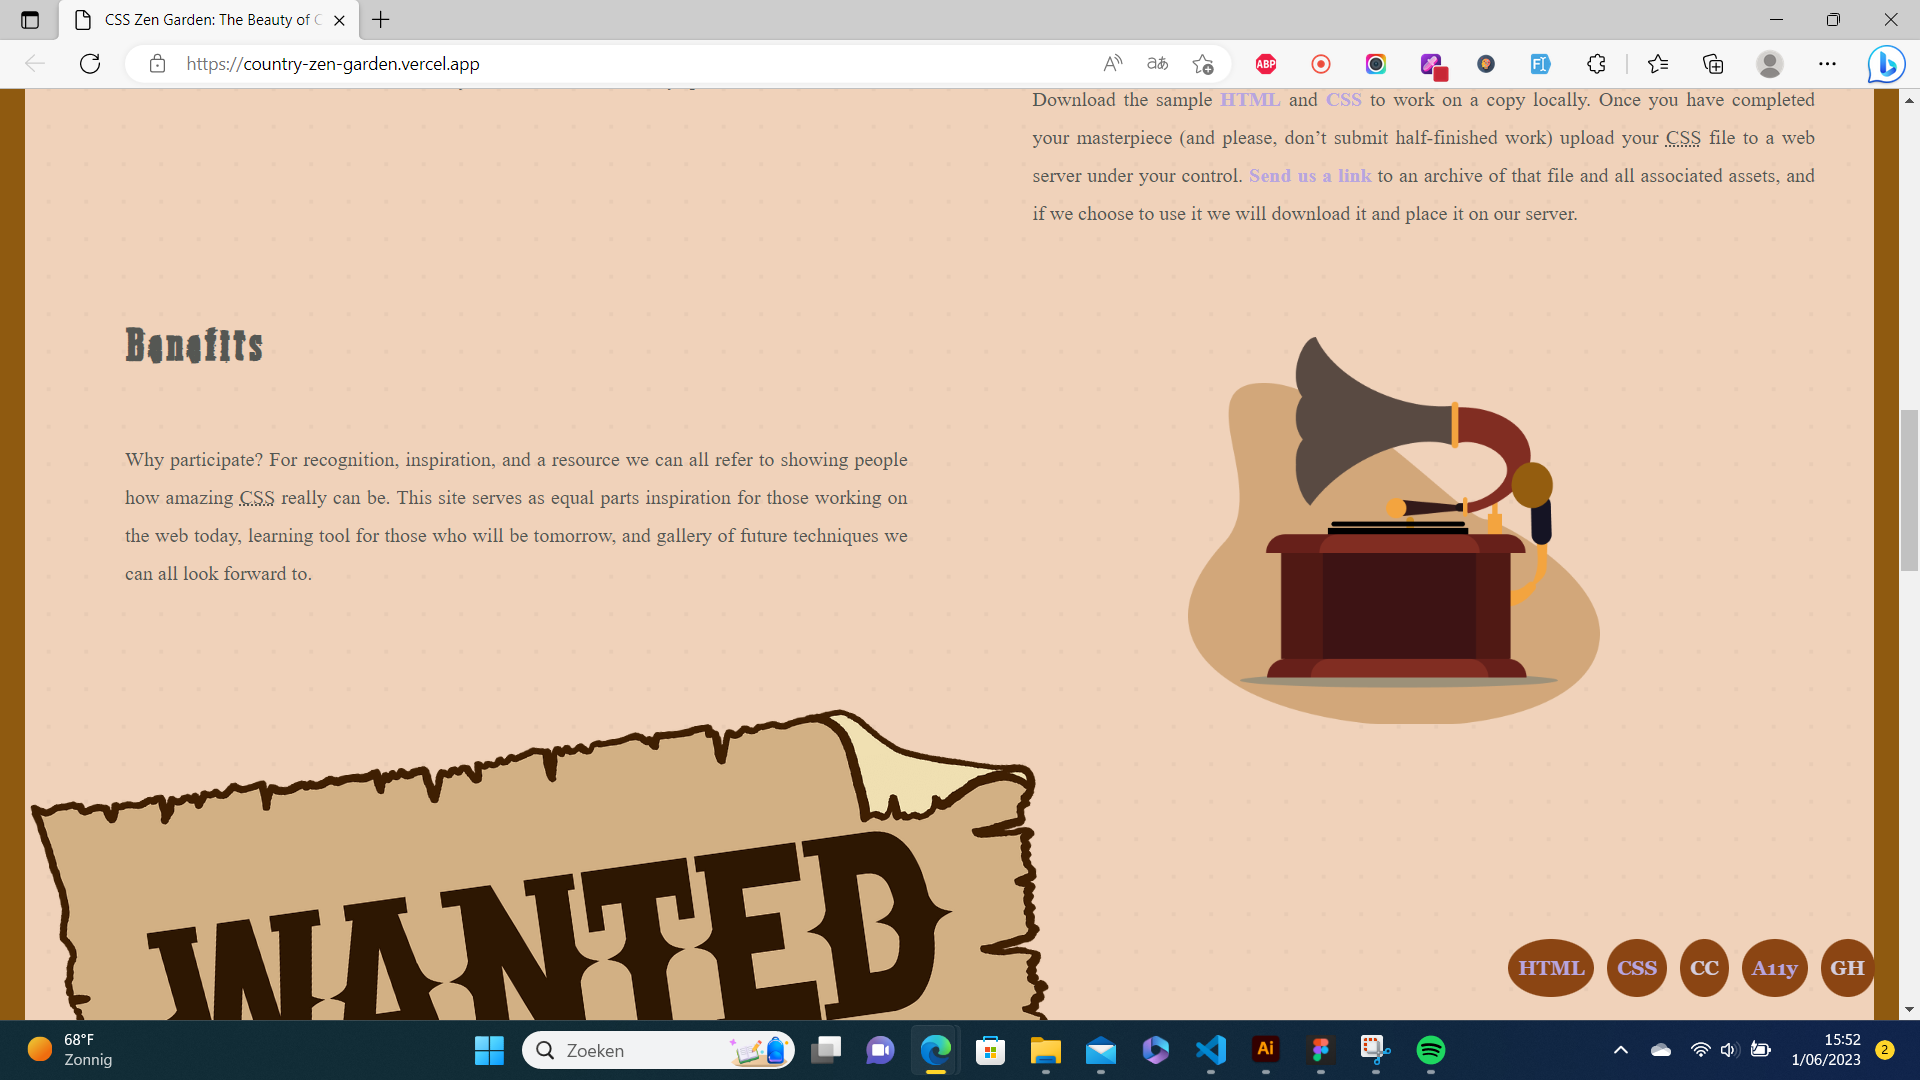 CSS Zen Garden: The Beauty of C
https://country-zen-garden.vercel.app
ABP
Download the sample HTML and CSS to work on a copy locally. Once you have completed
your masterpiece (and please, don’t submit half-finished work) upload your CSS file to a web
server under your control. Send us a link to an archive of that file and all associated assets, and
if we choose to use it we will download it and place it on our server.
Benefits
Why participate? For recognition, inspiration, and a resource we can all refer to showing people
how amazing CSS really can be. This site serves as equal parts inspiration for those working on
the web today, learning tool for those who will be tomorrow, and gallery of future techniques we
can all look forward to.
WANTED
HTML CSS CC A11y GH
68°F
Zonnig
Zoeken
Ai
15:52
1/06/2023
2